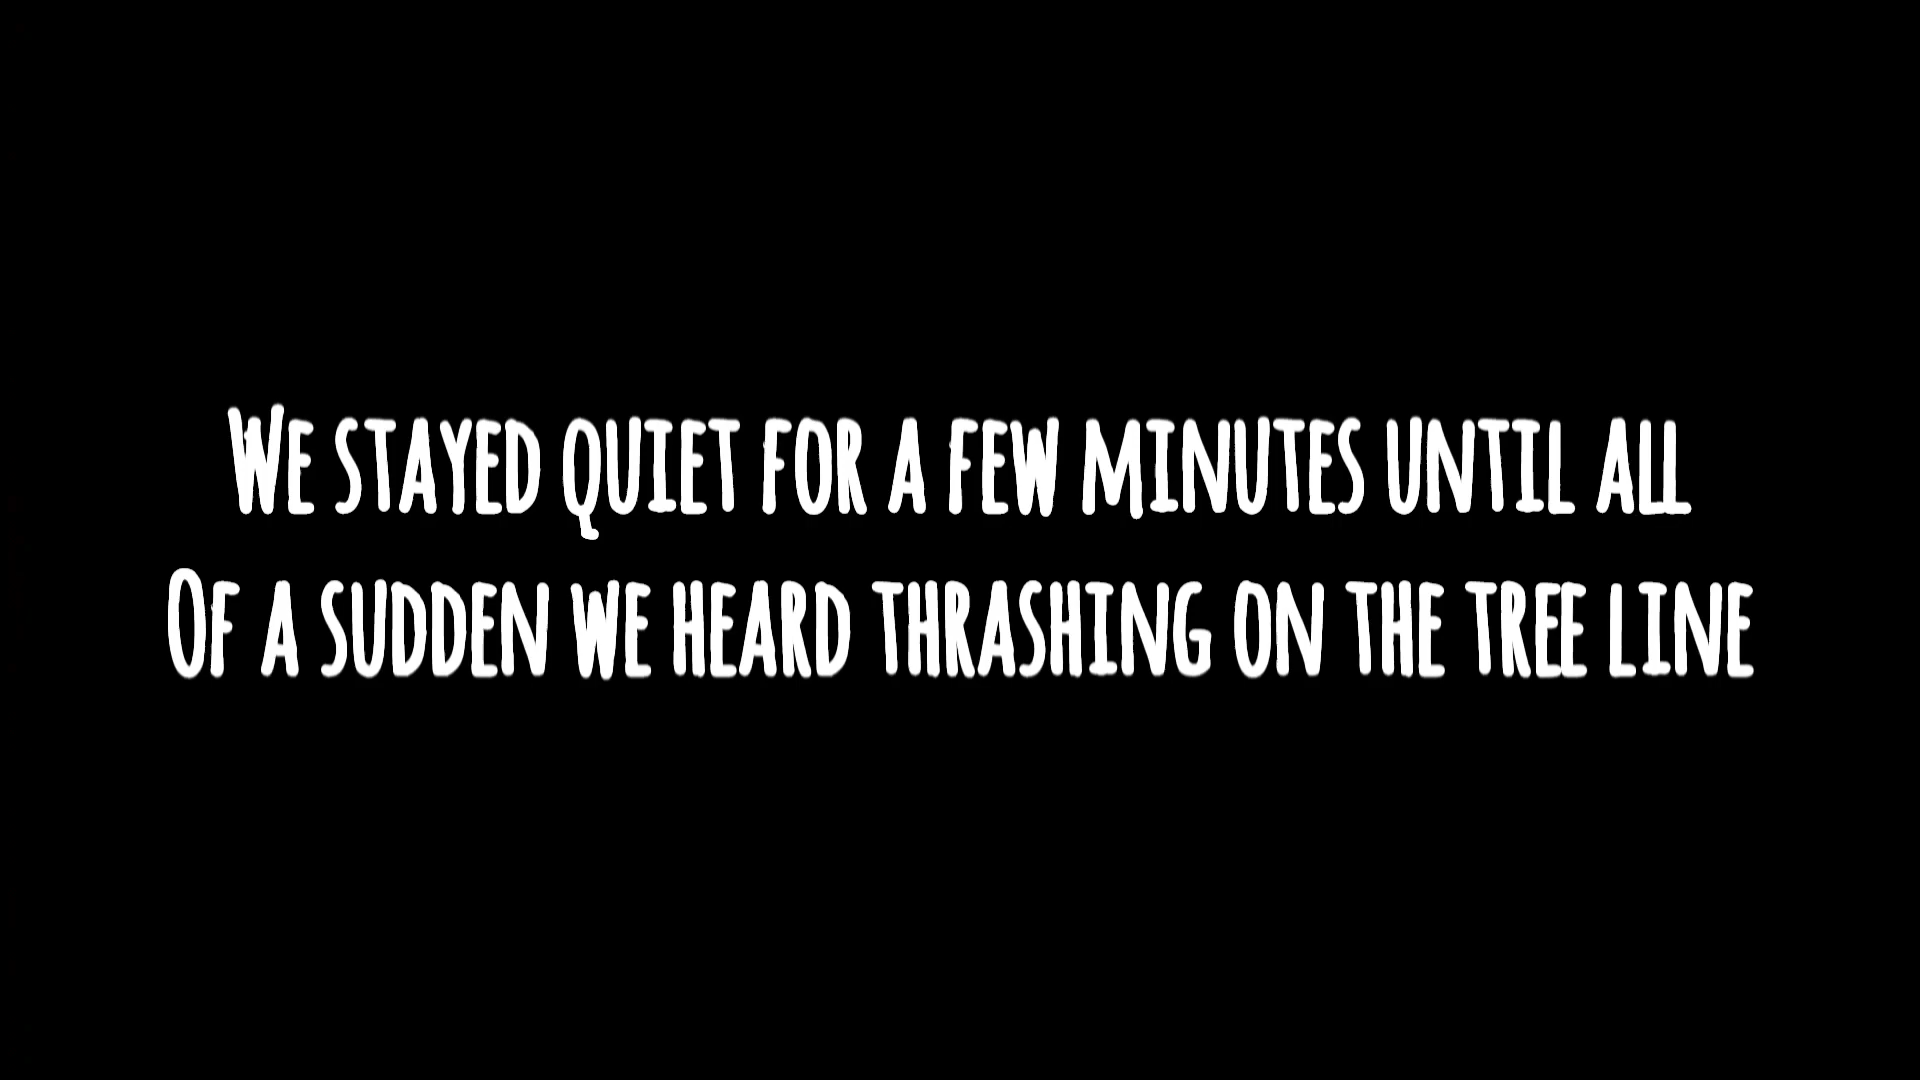 We stayed quiet for a few minutes until all
Of a sudden we heard thrashing on the tree line